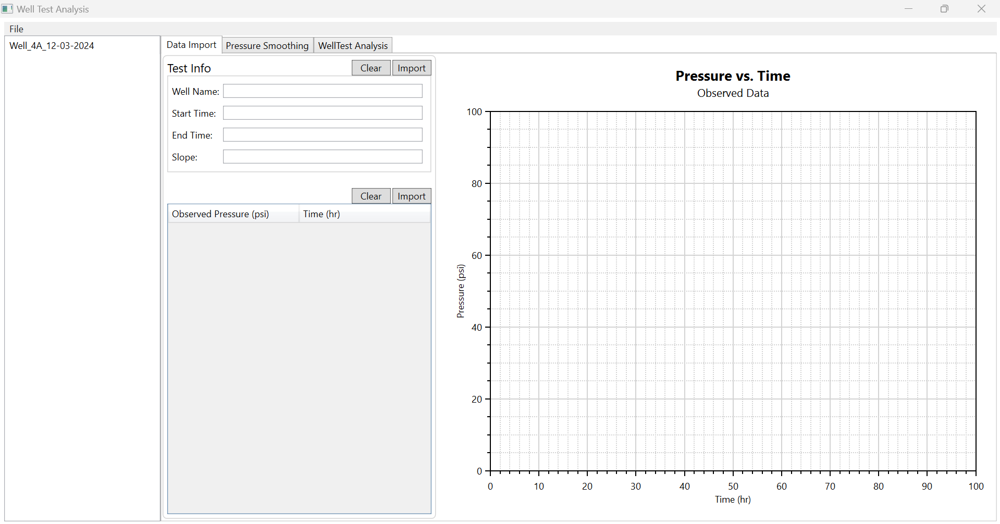 Well Test Analysis
File
Well_4A_12-03-2024
Data Import Pressure Smoothing WellTest Analysis
Test Info Clear Import
Well Name:
Start Time:
End Time:
Slope:
Clear Import
Observed Pressure (psi) Time (hr)
Pressure vs. Time
Observed Data
100
80
60
40
20
0
Pressure (psi)
0 10 20 30 40 50 60 70 80 90 100
Time (hr)